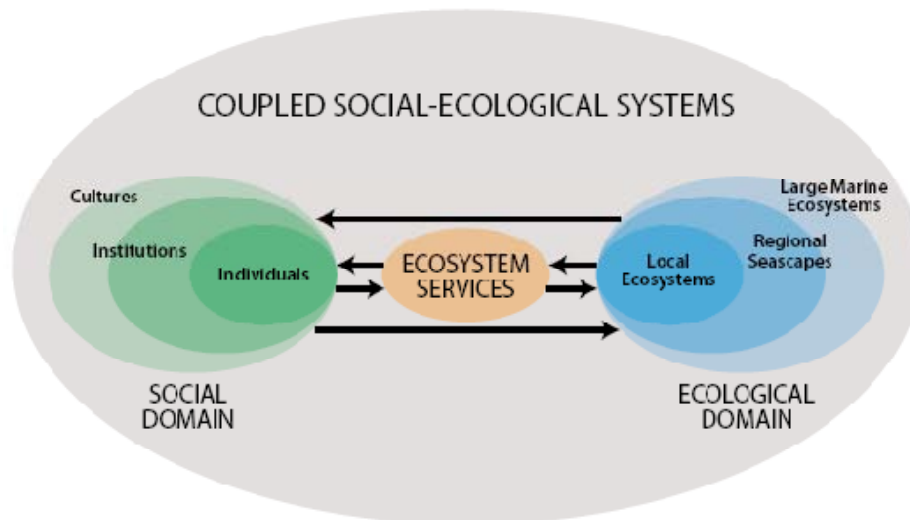 COUPLED SOCIAL-ECOLOGICAL SYSTEMS
Cultures
Institutions
Individuals
ECOSYSTEM
SERVICES
Local
Ecosystems
Regional
Seascapes
Large Marine
Ecosystems
SOCIAL
DOMAIN
ECOLOGICAL
DOMAIN